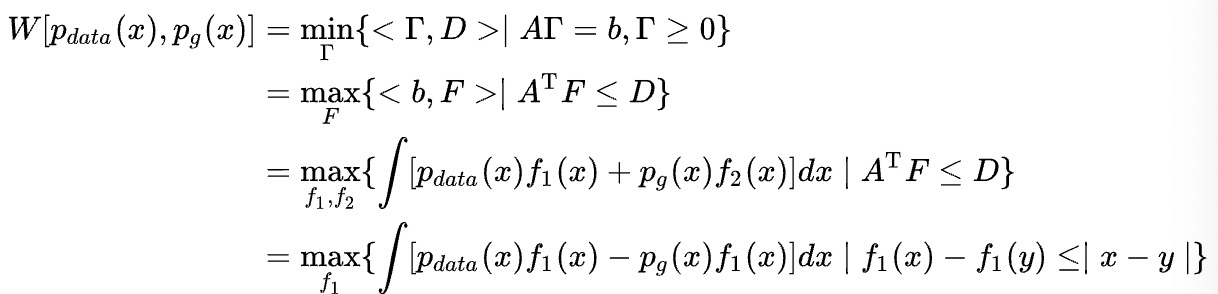 W[p_{data}(x), p_g(x)] = \min_{\Gamma} \{ < \Gamma, D > | A\Gamma = b, \Gamma \geq 0 \}
= \max_{F} \{ < b, F > | A^{\mathrm{T}} F \leq D \}
= \max_{f_1, f_2} \{ \int [p_{data}(x) f_1(x) + p_g(x) f_2(x)] dx | A^{\mathrm{T}} F \leq D \}
= \max_{f_1} \{ \int [p_{data}(x) f_1(x) - p_g(x) f_1(x)] dx | f_1(x) - f_1(y) \leq | x - y | \}